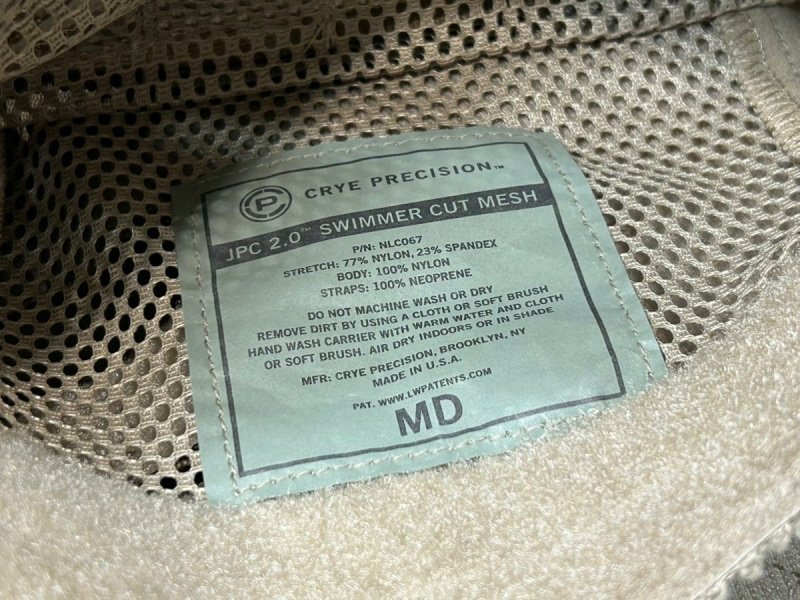 CRYE PRECISION™
JPC 2.0™ SWIMMER CUT MESH
P/N: NLC067
STRETCH: 77% NYLON, 23% SPANDEX
BODY: 100% NYLON
STRAPS: 100% NEOPRENE
DO NOT MACHINE WASH OR DRY
REMOVE DIRT BY USING A CLOTH OR SOFT BRUSH
HAND WASH CARRIER WITH WARM WATER AND CLOTH
OR SOFT BRUSH. AIR DRY INDOORS OR IN SHADE
MFR: CRYE PRECISION, BROOKLYN, NY
MADE IN U.S.A.
PAT. WWW.LWPATENTS.COM
MD